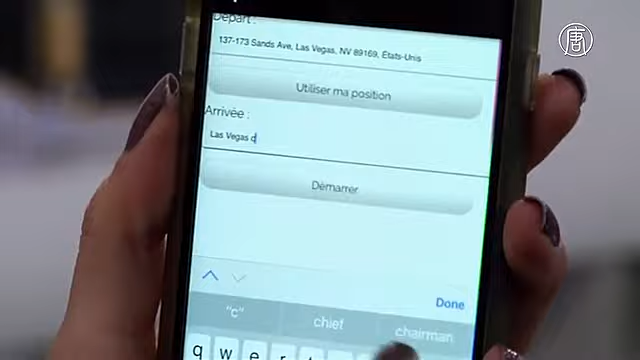 唐
Départ :
137-173 Sands Ave, Las Vegas, NV 89169, États-Unis
Utiliser ma position
Arrivée :
Las Vegas c
Démarrer
Done
"c" chief chairman
q w e r t